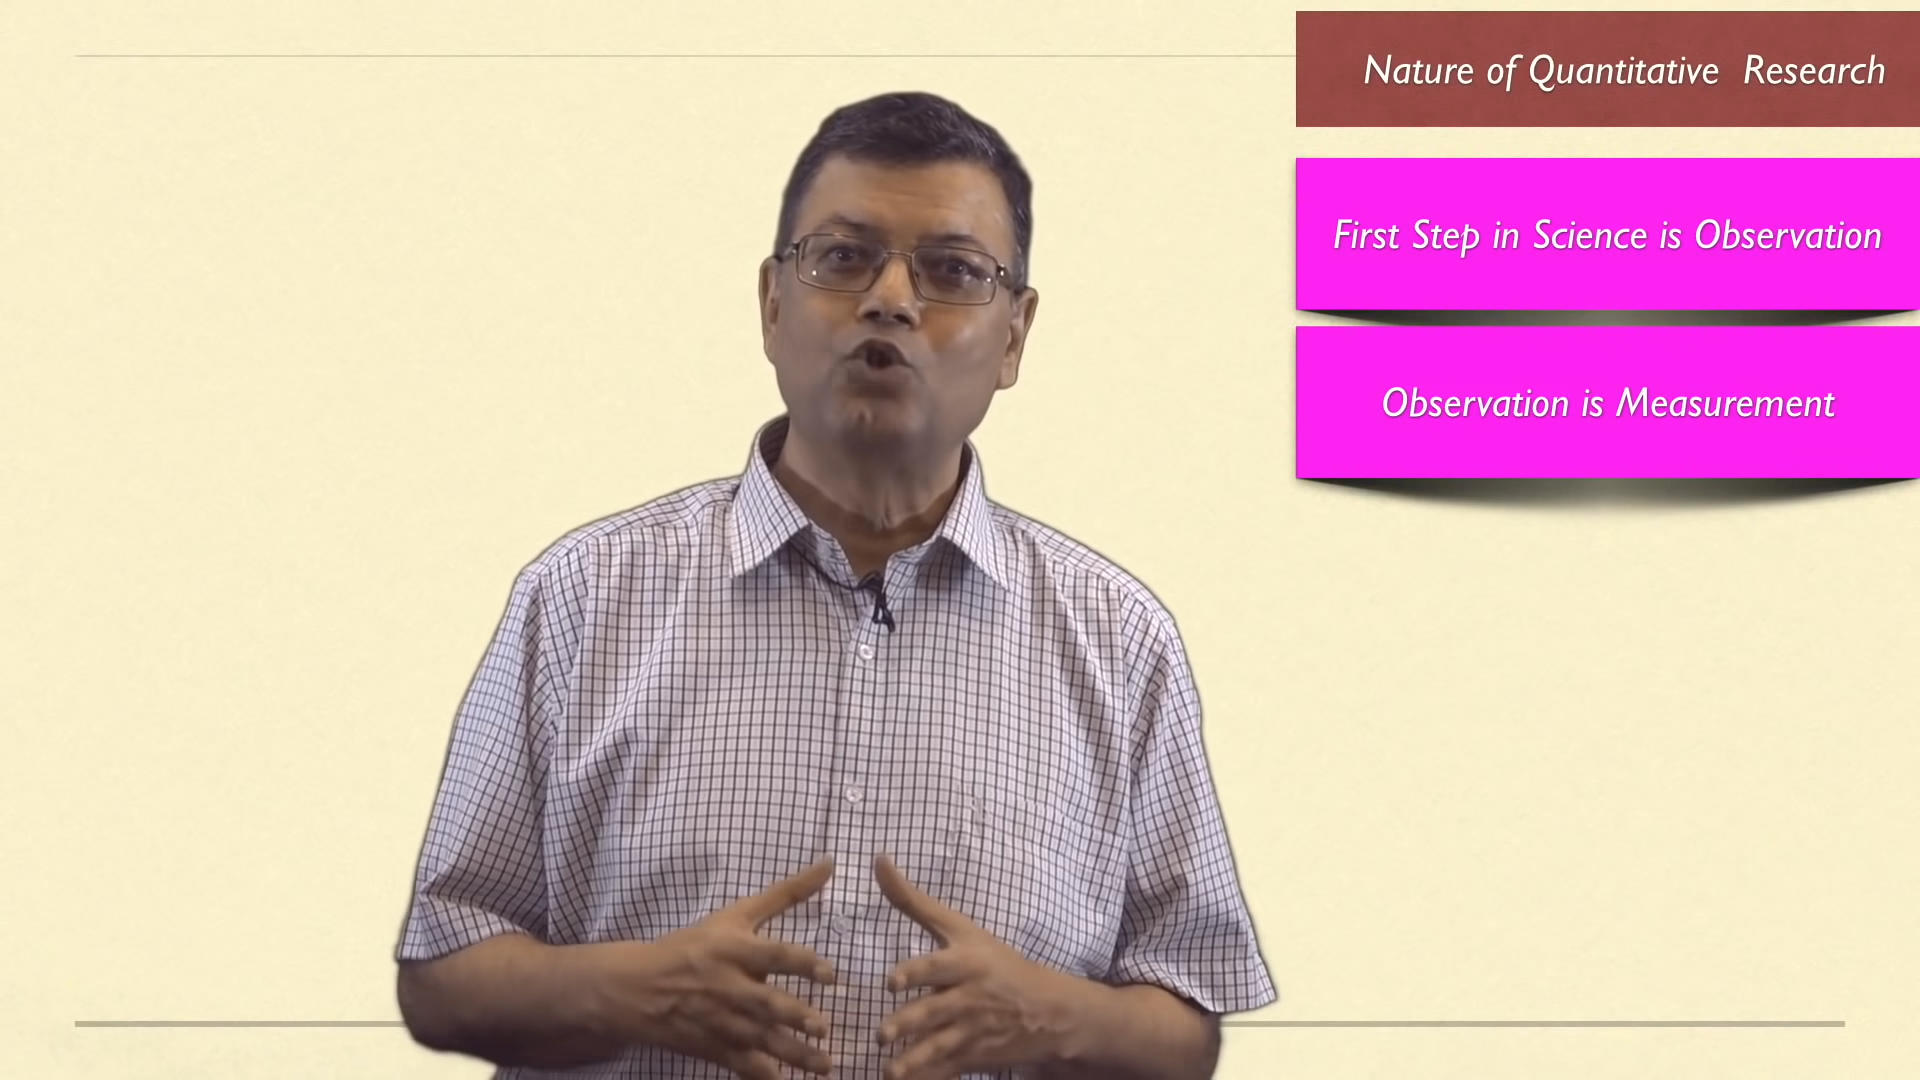 Nature of Quantitative Research
First Step in Science is Observation
Observation is Measurement